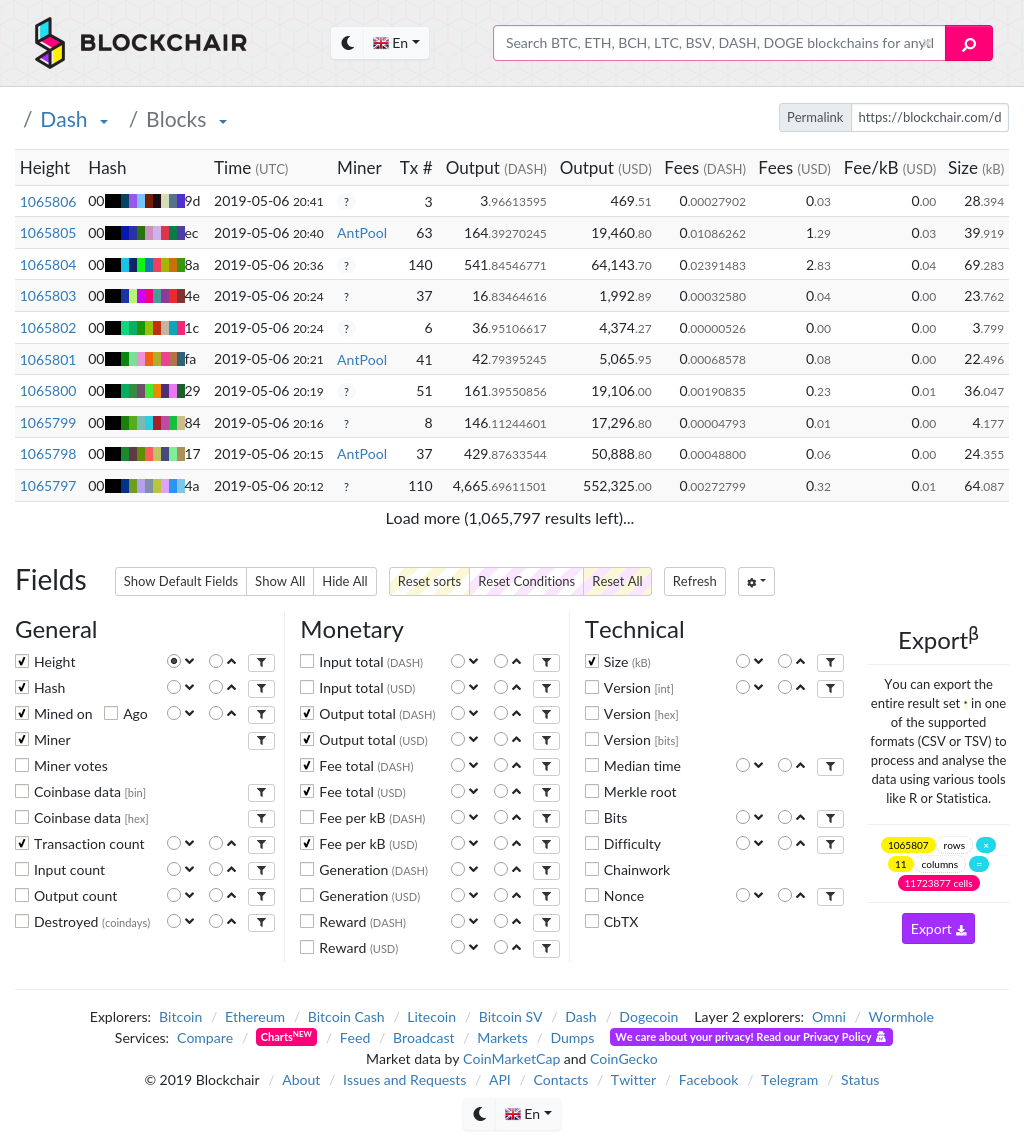 BLOCKCHAIR
En
Search BTC, ETH, BCH, LTC, BSV, DASH, DOGE blockchains for
/ Dash / Blocks
Permalink https://blockchair.com/d
Height Hash Time (UTC) Miner Tx # Output (DASH) Output (USD) Fees (DASH) Fees (USD) Fee/kB (USD) Size (kB)
1065806 00 9d 2019-05-06 20:41 ? 3 3.96613595 469.51 0.00027902 0.03 0.00 28.394
1065805 00 ec 2019-05-06 20:40 AntPool 63 164.39270245 19,460.80 0.01086262 1.29 0.03 39.919
1065804 00 8a 2019-05-06 20:36 ? 140 541.84546771 64,143.70 0.02391483 2.83 0.04 69.283
1065803 00 4e 2019-05-06 20:24 ? 37 16.83464616 1,992.89 0.00032580 0.04 0.00 23.762
1065802 00 1c 2019-05-06 20:24 ? 6 36.95106617 4,374.27 0.00000526 0.00 0.00 3.799
1065801 00 fa 2019-05-06 20:21 AntPool 41 42.79395245 5,065.95 0.00068578 0.08 0.00 22.496
1065800 00 29 2019-05-06 20:19 ? 51 161.39550856 19,106.00 0.00190835 0.23 0.01 36.047
1065799 00 84 2019-05-06 20:16 ? 8 146.11244601 17,296.80 0.00004793 0.01 0.00 4.177
1065798 00 17 2019-05-06 20:15 AntPool 37 429.87633544 50,888.80 0.00048800 0.06 0.00 24.355
1065797 00 4a 2019-05-06 20:12 ? 110 4,665.69611501 552,325.00 0.00272799 0.32 0.01 64.087
Load more (1,065,797 results left)...
Fields Show Default Fields Show All Hide All Reset sorts Reset Conditions Reset All Refresh
General
Height
Hash
Mined on Ago
Miner
Miner votes
Coinbase data [bin]
Coinbase data [hex]
Transaction count
Input count
Output count
Destroyed (coindays)
Monetary
Input total (DASH)
Input total (USD)
Output total (DASH)
Output total (USD)
Fee total (DASH)
Fee total (USD)
Fee per kB (DASH)
Fee per kB (USD)
Generation (DASH)
Generation (USD)
Reward (DASH)
Reward (USD)
Technical
Size (kB)
Version [int]
Version [hex]
Version [bits]
Median time
Merkle root
Bits
Difficulty
Chainwork
Nonce
CbTX
Export β
You can export the
entire result set * in one
of the supported
formats (CSV or TSV) to
process and analyse the
data using various tools
like R or Statistica.
1065807 rows ×
11 columns =
11723877 cells
Export
Explorers: Bitcoin / Ethereum / Bitcoin Cash / Litecoin / Bitcoin SV / Dash / Dogecoin Layer 2 explorers: Omni / Wormhole
Services: Compare / Charts NEW / Feed / Broadcast / Markets / Dumps We care about your privacy! Read our Privacy Policy
Market data by CoinMarketCap and CoinGecko
© 2019 Blockchair / About / Issues and Requests / API / Contacts / Twitter / Facebook / Telegram / Status
En